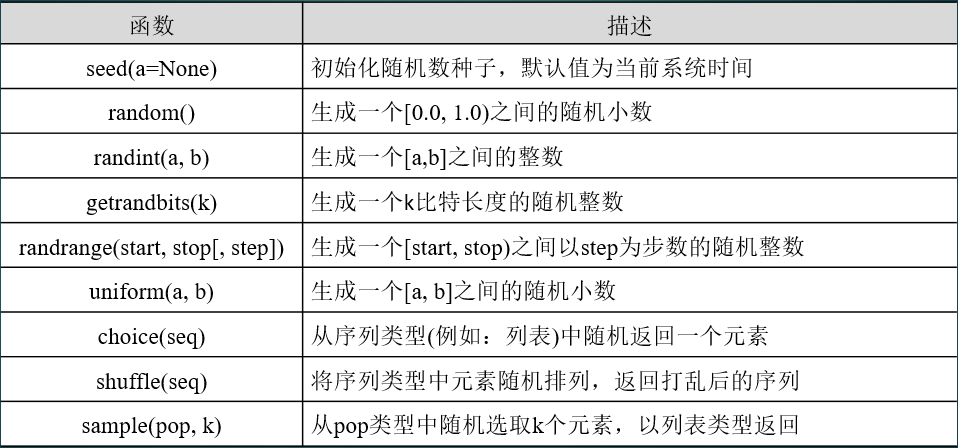 函数 描述
seed(a=None) 初始化随机数种子，默认值为当前系统时间
random() 生成一个[0.0, 1.0)之间的随机小数
randint(a, b) 生成一个[a,b]之间的整数
getrandbits(k) 生成一个k比特长度的随机整数
randrange(start, stop[, step]) 生成一个[start, stop)之间以step为步数的随机整数
uniform(a, b) 生成一个[a, b]之间的随机小数
choice(seq) 从序列类型(例如：列表)中随机返回一个元素
shuffle(seq) 将序列类型中元素随机排列，返回打乱后的序列
sample(pop, k) 从pop类型中随机选取k个元素，以列表类型返回